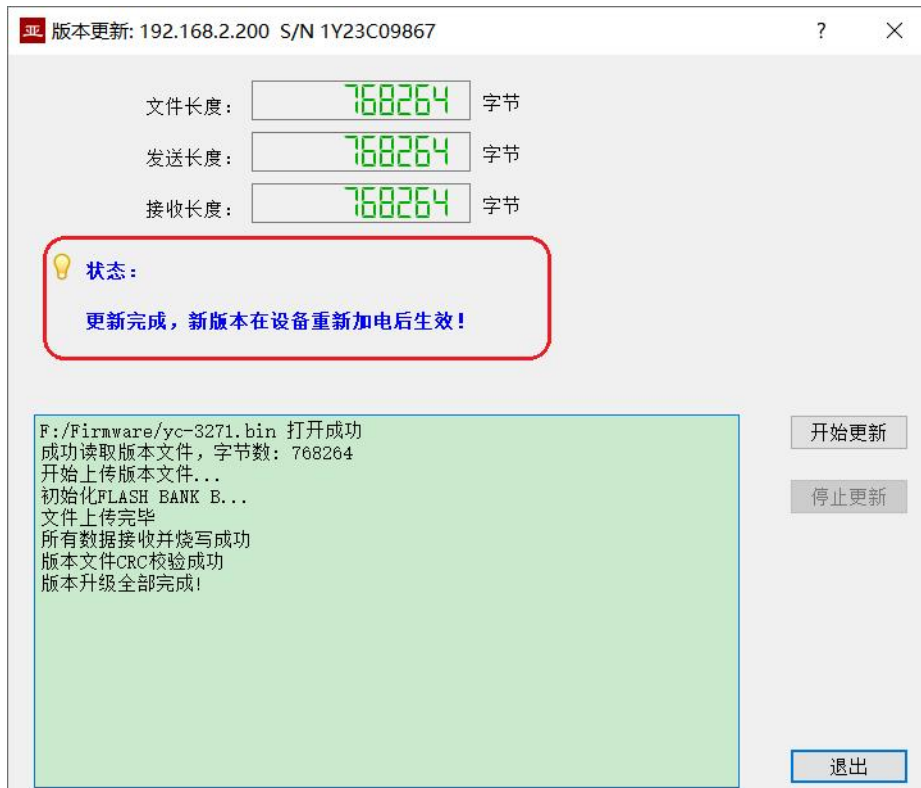 亚 版本更新: 192.168.2.200 S/N 1Y23C09867 ?
文件长度: 768264 字节
发送长度: 768264 字节
接收长度: 768264 字节
状态:
更新完成，新版本在设备重新加电后生效!
F:/Firmware/yc-3271.bin 打开成功
成功读取版本文件，字节数: 768264
开始上传版本文件...
初始化FLASH BANK B...
文件上传完毕
所有数据接收并烧写成功
版本文件CRC校验成功
版本升级全部完成!
开始更新
停止更新
退出